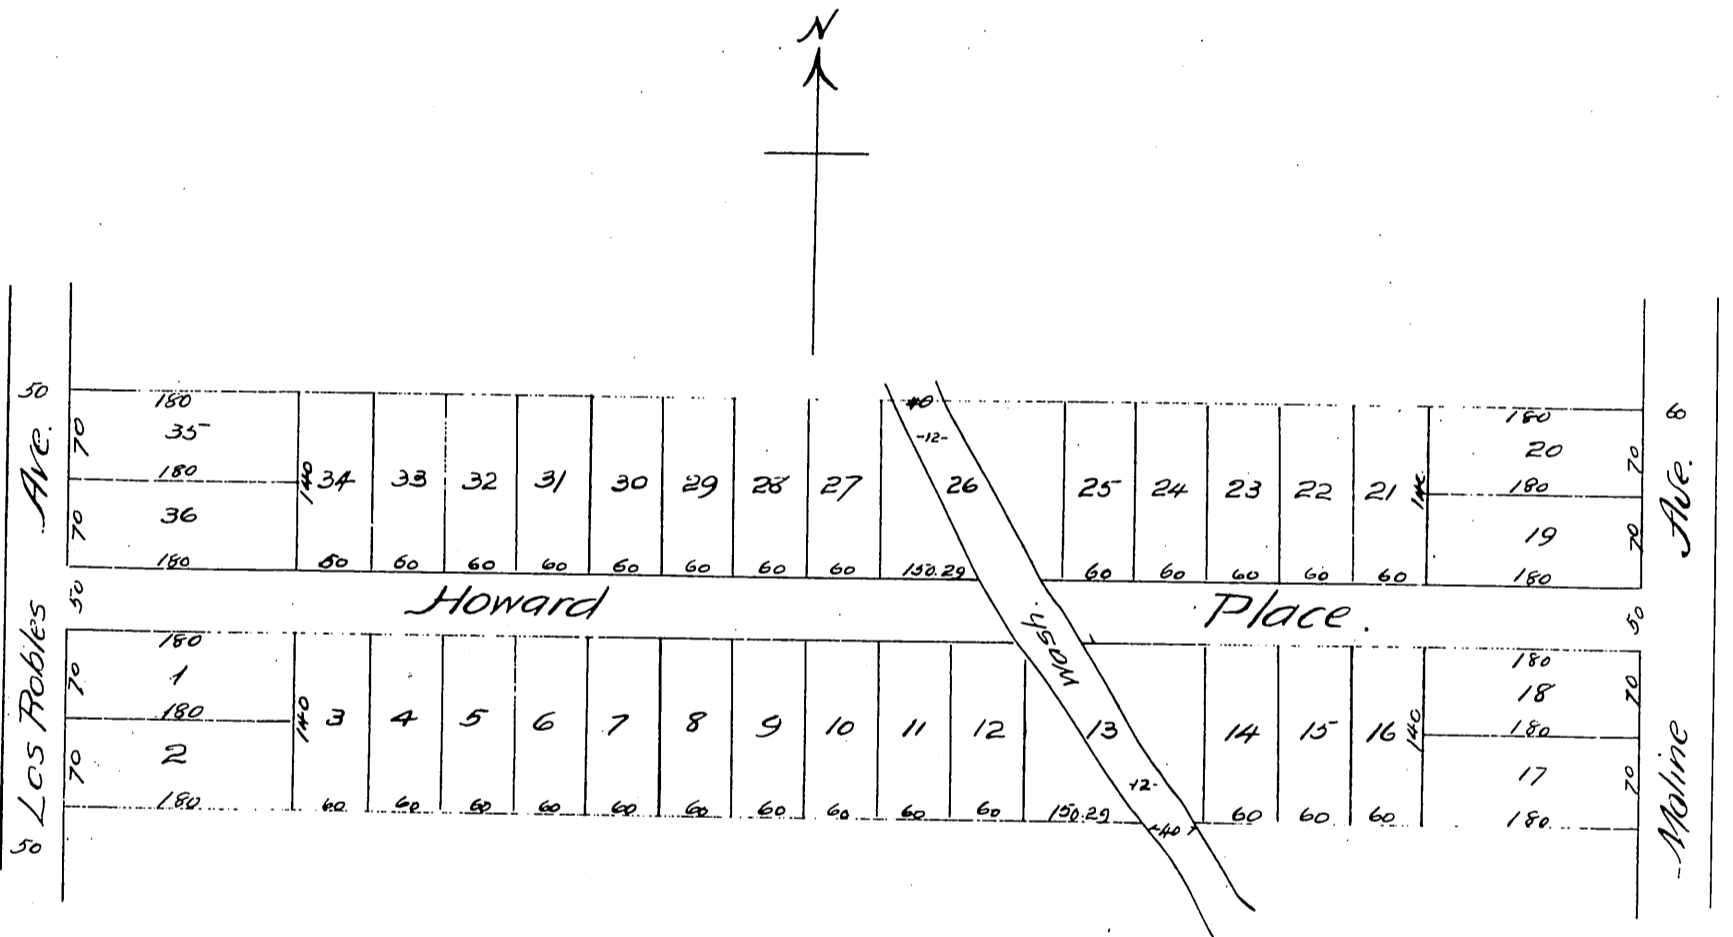 N
50 180 40 180 60
70 35 -12- 20 70
180 140 34 33 32 31 30 29 28 27 26 25 24 23 22 21 180
70 36 19 70
180 60 60 60 60 60 60 60 60 150.29 60 60 60 60 60 180
50 Howard Place. 50
180 Wash. 180
70 1 18 70
180 140 3 4 5 6 7 8 9 10 11 12 13 14 15 16 140 180
70 2 -12- 17 70
180 60 60 60 60 60 60 60 60 60 60 150.29 40 60 60 60 180
50
Los Robles Ave.
Moline Ave.